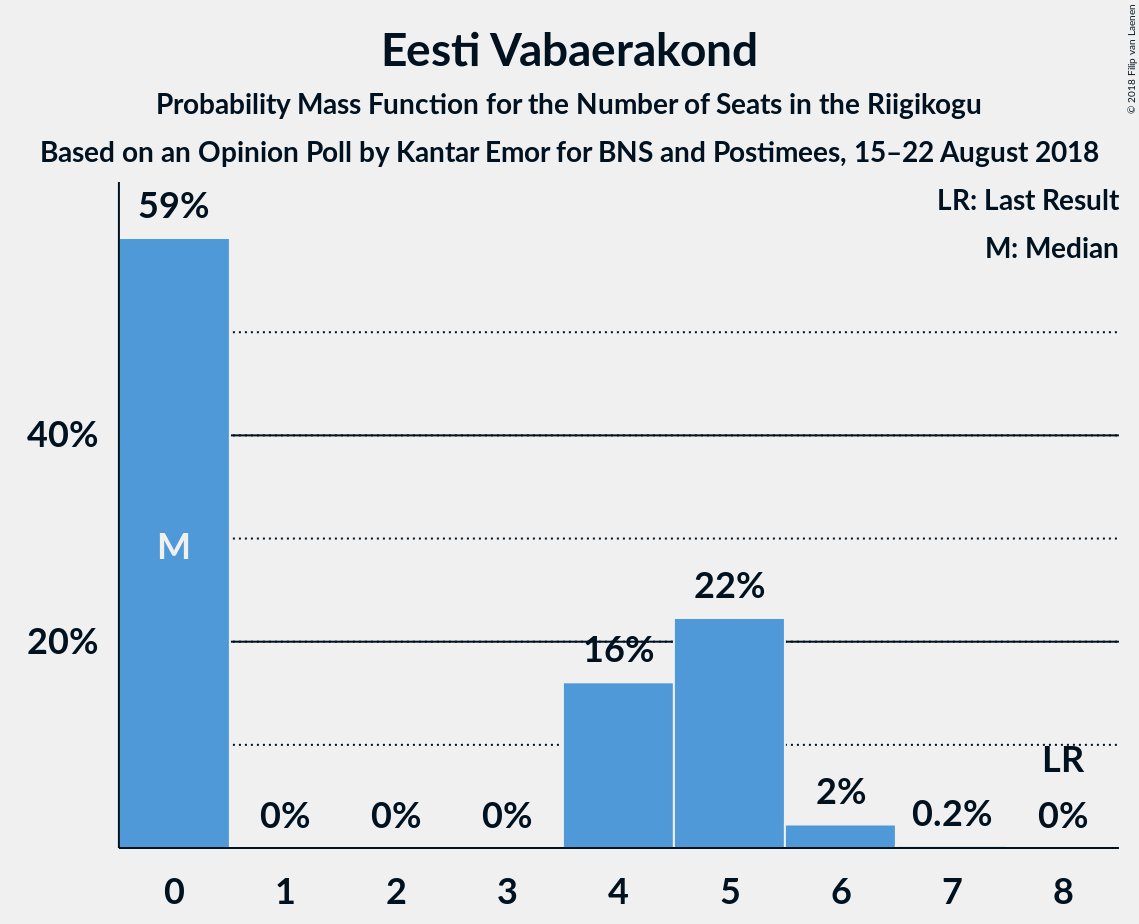 Eesti Vabaerakond
Probability Mass Function for the Number of Seats in the Riigikogu
Based on an Opinion Poll by Kantar Emor for BNS and Postimees, 15–22 August 2018
© 2018 Filip van Laenen
LR: Last Result
M: Median
59%
40%
M
22%
20%
16%
LR
2%
0%
0%
0%
0.2%
0%
0 1 2 3 4 5 6 7 8